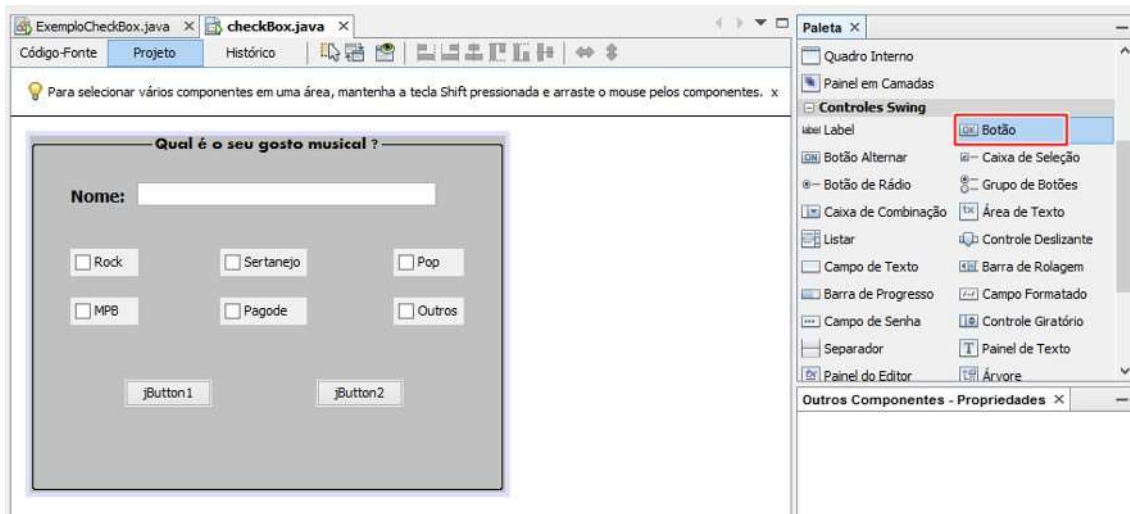 ExemploCheckBox.java × checkBox.java ×
Código-Fonte Projeto Histórico
Para selecionar vários componentes em uma área, mantenha a tecla Shift pressionada e arraste o mouse pelos componentes. x
Qual é o seu gosto musical ?
Nome:
Rock Sertanejo Pop
MPB Pagode Outros
jButton1 jButton2
Paleta ×
Quadro Interno
Painel em Camadas
Controles Swing
label Label OK Botão
ON Botão Alternar Caixa de Seleção
Botão de Rádio Grupo de Botões
Caixa de Combinação Área de Texto
Listar Controle Deslizante
Campo de Texto Barra de Rolagem
Barra de Progresso Campo Formatado
Campo de Senha Controle Giratório
Separador T Painel de Texto
Painel do Editor Árvore
Outros Componentes - Propriedades ×